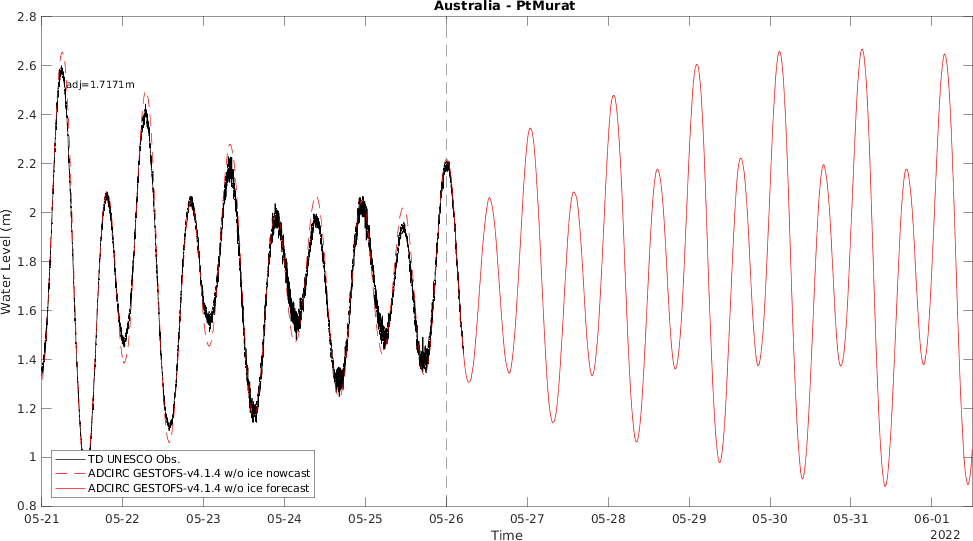 Australia - PtMurat
2.8
2.6
adj=1.7171m
2.4
2.2
2
1.8
1.6
1.4
1.2
1
0.8
Water Level (m)
TD UNESCO Obs.
ADCIRC GESTOFS-v4.1.4 w/o ice nowcast
ADCIRC GESTOFS-v4.1.4 w/o ice forecast
05-21 05-22 05-23 05-24 05-25 05-26 05-27 05-28 05-29 05-30 05-31 06-01
Time
2022